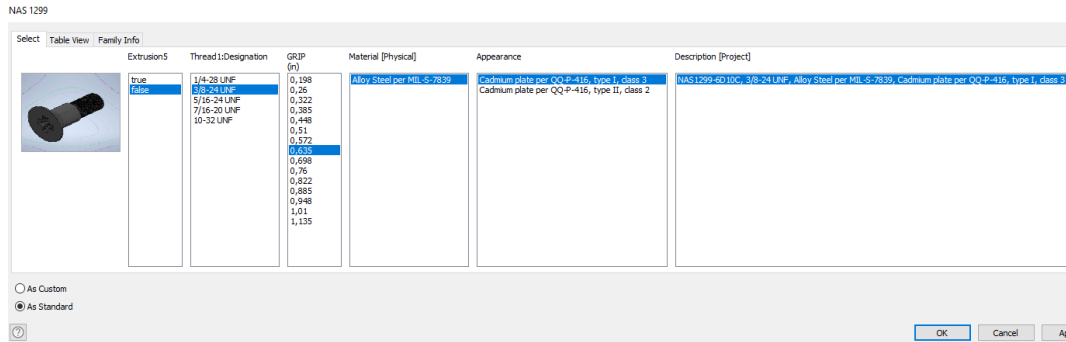 NAS 1299
Select Table View Family Info
Extrusion5 Thread1:Designation GRIP (in) Material [Physical] Appearance Description [Project]
true
false
1/4-28 UNF
3/8-24 UNF
5/16-24 UNF
7/16-20 UNF
10-32 UNF
0,198
0,26
0,322
0,385
0,448
0,51
0,572
0,635
0,698
0,76
0,822
0,885
0,948
1,01
1,135
Alloy Steel per MIL-S-7839
Cadmium plate per QQ-P-416, type I, class 3
Cadmium plate per QQ-P-416, type II, class 2
NAS1299-6D10C, 3/8-24 UNF, Alloy Steel per MIL-S-7839, Cadmium plate per QQ-P-416, type I, class 3
As Custom
As Standard
? OK Cancel Ap